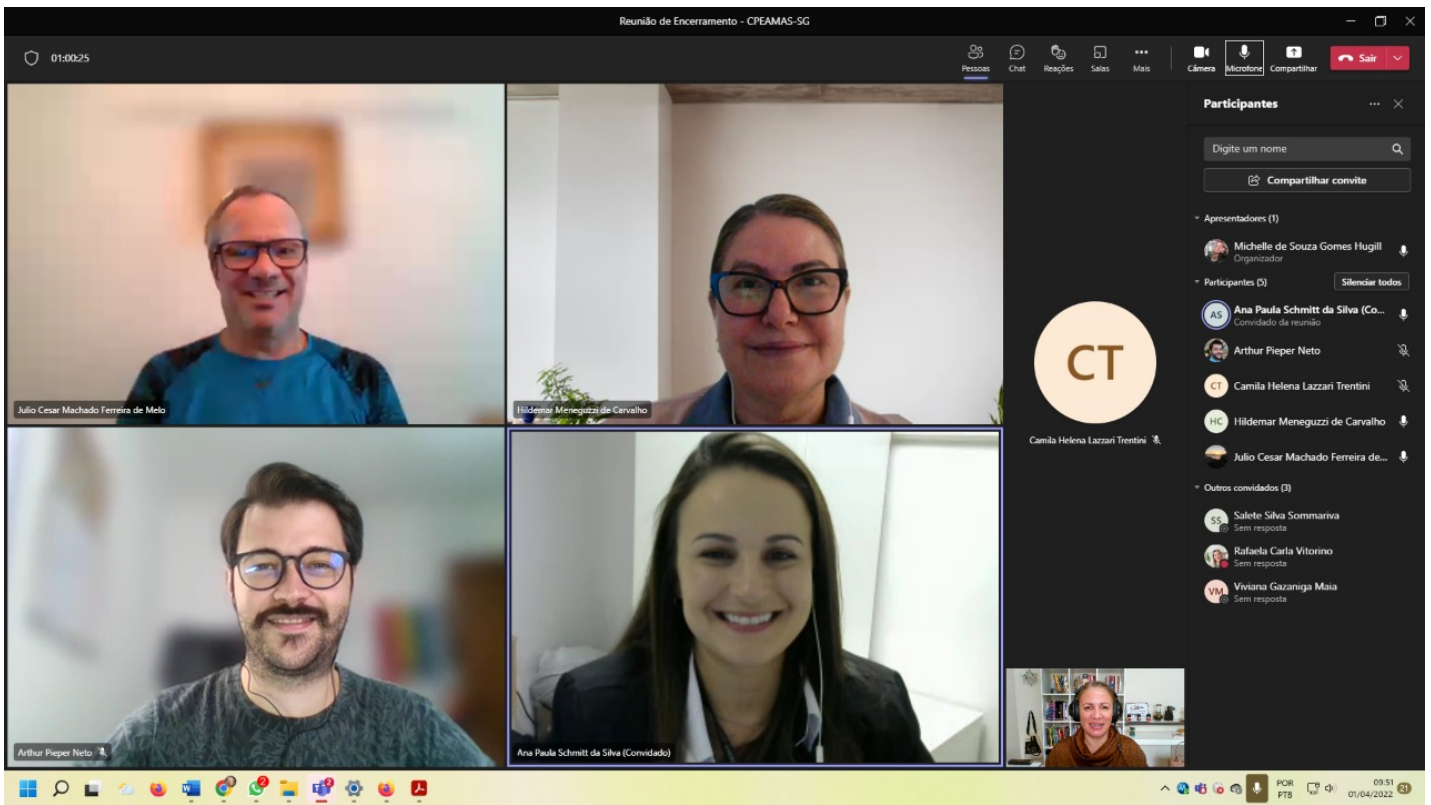 Reunião de Encerramento - CPEAMAS-SG
01:00:25
Pessoas Chat Reações Salas Mais Câmera Microfone Compartilhar Sair
Participantes
Digite um nome
Compartilhar convite
Apresentadores (1)
Michelle de Souza Gomes Hugill
Organizador
Participantes (5) Silenciar todos
AS Ana Paula Schmitt da Silva (Co...
Convidado da reunião
Arthur Pieper Neto
CT Camila Helena Lazzari Trentini
HC Hildemar Meneguzzi de Carvalho
Julio Cesar Machado Ferreira de...
Outros convidados (3)
SS Salete Silva Sommariva
Sem resposta
Rafaela Carla Vitorino
Sem resposta
VM Viviana Gazaniga Maia
Sem resposta
Julio Cesar Machado Ferreira de Melo
Hildemar Meneguzzi de Carvalho
CT
Camila Helena Lazzari Trentini
Arthur Pieper Neto
Ana Paula Schmitt da Silva (Convidado)
2
2
POR
PTB
09:51
01/04/2022
21